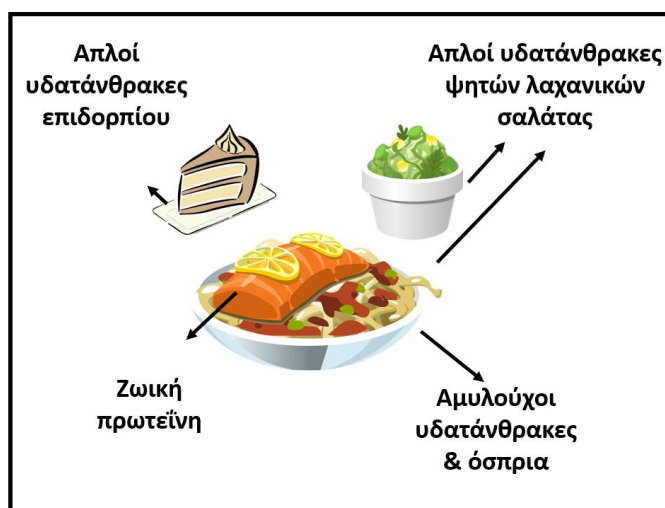 Απλοί
υδατάνθρακες
επιδορπίου
Απλοί υδατάνθρακες
ψητών λαχανικών
σαλάτας
Ζωική
πρωτεΐνη
Αμυλούχοι
υδατάνθρακες
& όσπρια